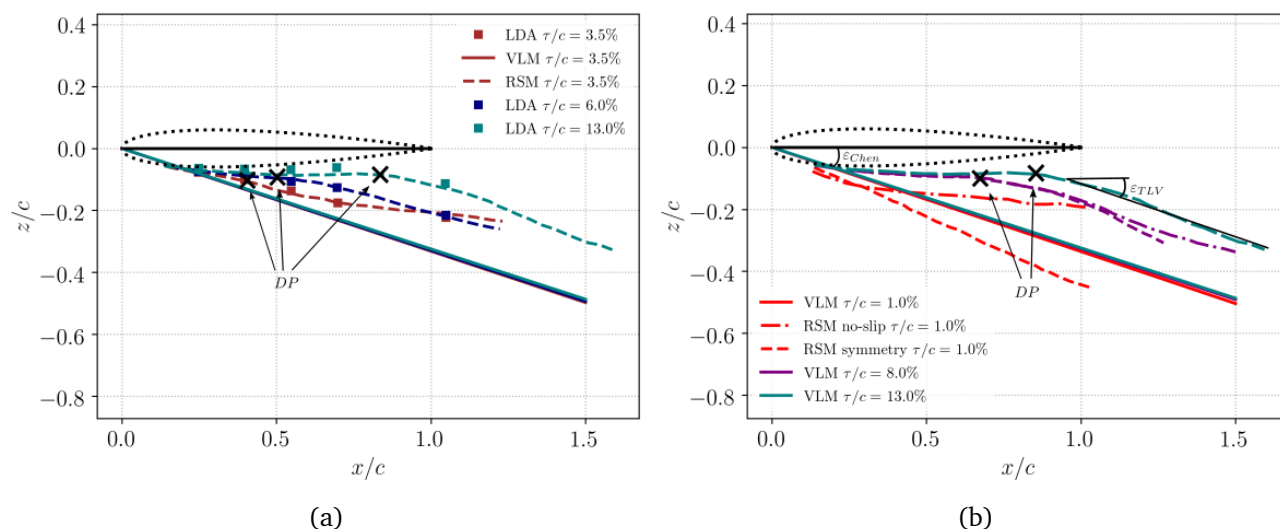 0.4
0.2
0.0
−0.2
−0.4
−0.6
−0.8
z/c
LDA τ/c = 3.5%
VLM τ/c = 3.5%
RSM τ/c = 3.5%
LDA τ/c = 6.0%
LDA τ/c = 13.0%
DP
0.0 0.5 1.0 1.5
x/c
(a)
0.4
0.2
0.0
−0.2
−0.4
−0.6
−0.8
z/c
εChen
εTLV
DP
VLM τ/c = 1.0%
RSM no-slip τ/c = 1.0%
RSM symmetry τ/c = 1.0%
VLM τ/c = 8.0%
VLM τ/c = 13.0%
0.0 0.5 1.0 1.5
x/c
(b)